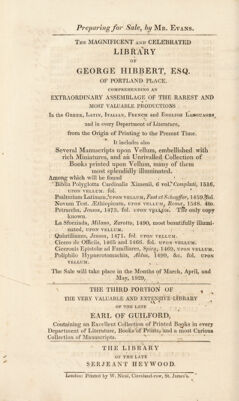 Preparing for Sale, by Mr. Evans.
The MAGNIFICENT and CELEBRATED
LIBRARY
OF
GEORGE HIBBERT, ESQ.
OF PORTLAND PLACE.
COMPREHENDING AN
EXTRAORDINARY ASSEMBLAGE OF THE RAREST AND
MOST VALUABLE PRODUCTIONS
In the Greek, Latin, Italian, French and English Languages,
and in every Department of Literature,
from the Origin of Printing to the Present Time.
It includes also
Several Manuscripts upon Vellum, embellished with
rich Miniatures, and an Unrivalled Collection of
Books printed upon Vellum, many of them
most splendidly illuminated.
Among which will be found
Biblia Polyglotta Cardinalis Ximenii, 6 vol. Compluti, 1516,
UPON VELLUM. fol.
Psalterium Latinum, UPON VELLUM, Fust et Schoeffer, 1459, fol.
Novum Test. Æthiopicum, UPON VELLUM, Romæ, 1548. 4to.
Petrarcha, Jenson, 1473. fol. UPON VELLUM. The only copy
known.
La Sforziada, Milano, Zarotto, 1490, most beautifully illumi-
nated, UPON VELLUM.
Quintilianus, Jenson, 1471. fol. UPON VELLUM.
Cicero de Officiis, 1465 and 1466. fol. UPON VELLUM.
Ciceronis Epistolæ ad Familiares, Spira, 1469, UPON VELLUM.
Poliphilo Hypnerotomachia, Aldus, 1499, &c. fol. UPON
VELLUM.
The Sale will take place in the Months of March, April, and
May, 1829,
THE THIRD PORTION OF
THE VERY VALUABLE AND EXTENSIVE LIBRARY
OF THE LATE
EARL OF GUILFORD,
Containing an Excellent Collection of Printed Books in every
Department of Literature, Books of Prints, and a most Curious
Collection of Manuscripts.
THE LIBRARY
OF THE LATE
SERJEANT HEYWOOD.
London: Printed by W. Nicol, Cleveland-row, St. James's.